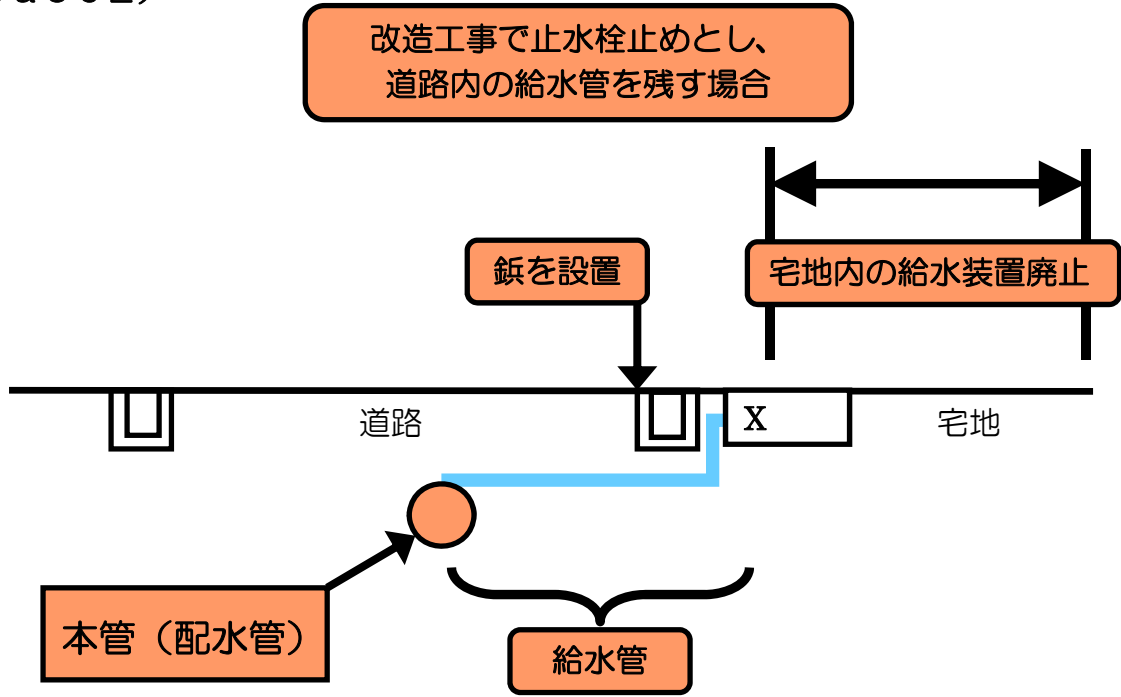 改造工事で止水栓止めとし、
道路内の給水管を残す場合
鋲を設置
宅地内の給水装置廃止
道路
X
宅地
本管（配水管）
給水管